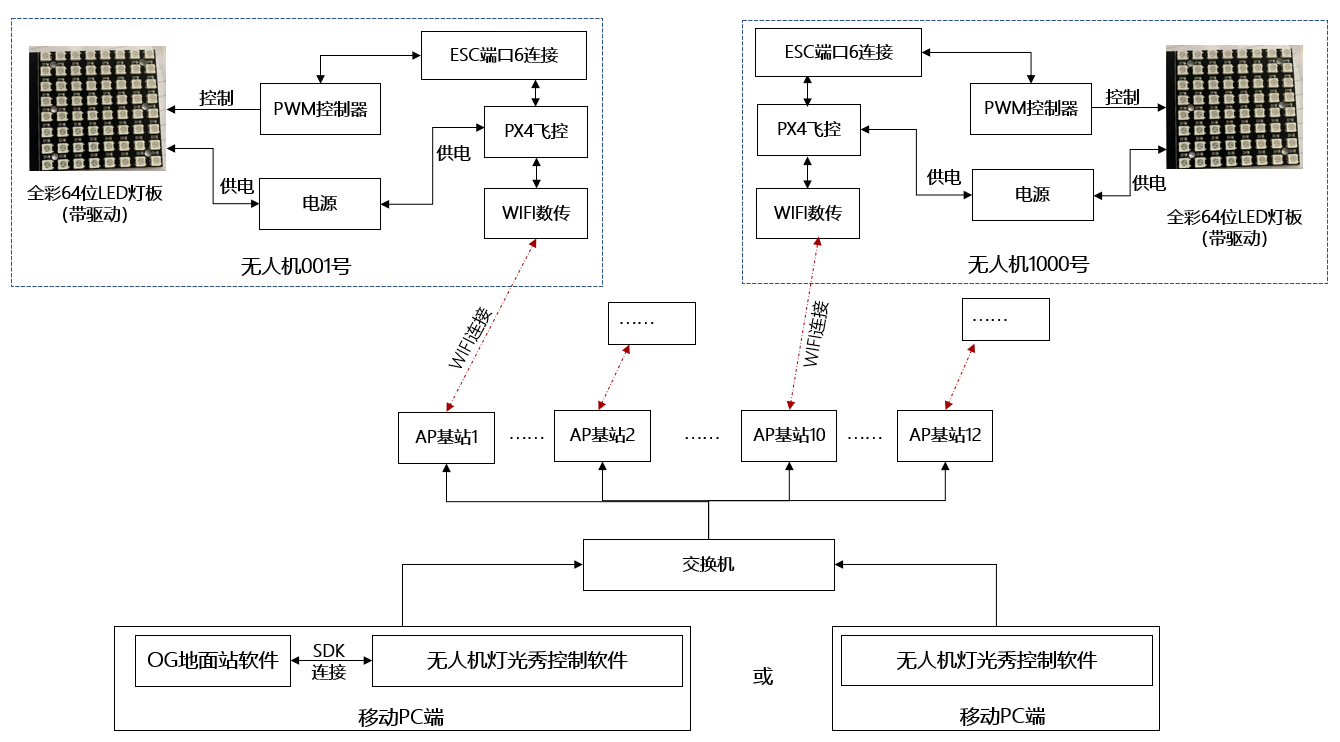 ESC端口6连接
PWM控制器
控制
PX4飞控
供电
供电
电源
WIFI数传
全彩64位LED灯板
（带驱动）
无人机001号
ESC端口6连接
PWM控制器
控制
PX4飞控
供电
供电
电源
WIFI数传
全彩64位LED灯板
（带驱动）
无人机1000号
WIFI连接
……
WIFI连接
……
AP基站1
……
AP基站2
……
AP基站10
……
AP基站12
交换机
OG地面站软件
SDK
连接
无人机灯光秀控制软件
移动PC端
或
无人机灯光秀控制软件
移动PC端